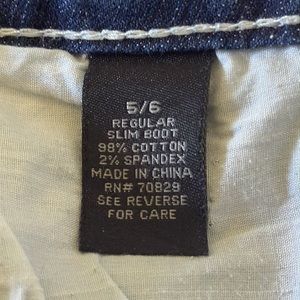 5/6
REGULAR
SLIM BOOT
98% COTTON
2% SPANDEX
MADE IN CHINA
RN# 70829
SEE REVERSE
FOR CARE